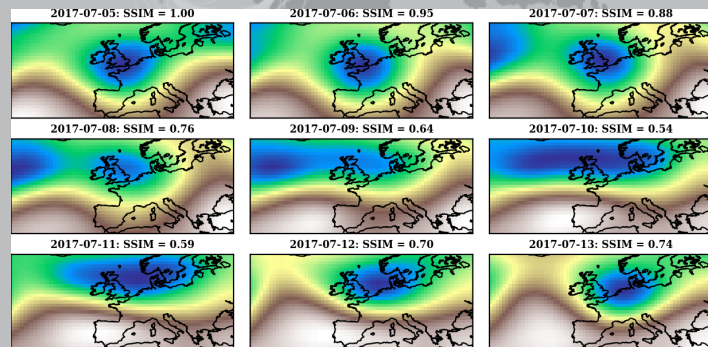 2017-07-05: SSIM = 1.00
2017-07-06: SSIM = 0.95
2017-07-07: SSIM = 0.88
2017-07-08: SSIM = 0.76
2017-07-09: SSIM = 0.64
2017-07-10: SSIM = 0.54
2017-07-11: SSIM = 0.59
2017-07-12: SSIM = 0.70
2017-07-13: SSIM = 0.74